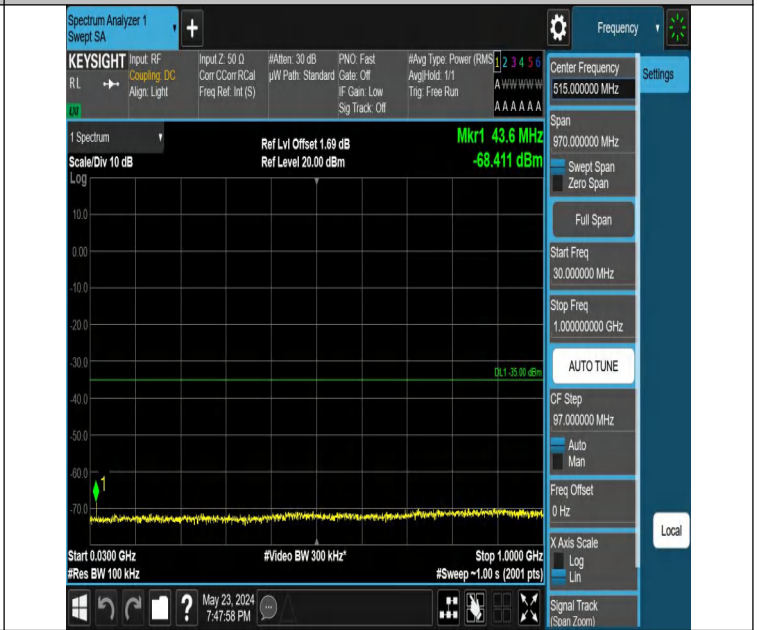 Spectrum Analyzer 1
Swept SA
Frequency
KEYSIGHT
RL
LXI
Input: RF
Coupling: DC
Align: Light
Input Z: 50 Ω
Corr CCorr RCal
Freq Ref: Int (S)
#Atten: 30 dB
µW Path: Standard
PNO: Fast
Gate: Off
IF Gain: Low
Sig Track: Off
#Avg Type: Power (RMS
Avg|Hold: 1/1
Trig: Free Run
1 2 3 4 5 6
A W W W W W
A A A A A A
1 Spectrum
Scale/Div 10 dB
Log
Ref Lvl Offset 1.69 dB
Ref Level 20.00 dBm
Mkr1 43.6 MHz
-68.411 dBm
10.0
0.00
-10.0
-20.0
-30.0
-40.0
-50.0
-60.0
-70.0
DL1 -35.00 dBm
1
Start 0.0300 GHz
#Res BW 100 kHz
#Video BW 300 kHz*
Stop 1.0000 GHz
#Sweep ~1.00 s (2001 pts)
May 23, 2024
7:47:58 PM
?
Center Frequency
515.000000 MHz
Settings
Span
970.000000 MHz
Swept Span
Zero Span
Full Span
Start Freq
30.000000 MHz
Stop Freq
1.000000000 GHz
AUTO TUNE
CF Step
97.000000 MHz
Auto
Man
Freq Offset
0 Hz
X Axis Scale
Log
Lin
Signal Track
(Span Zoom)
Local